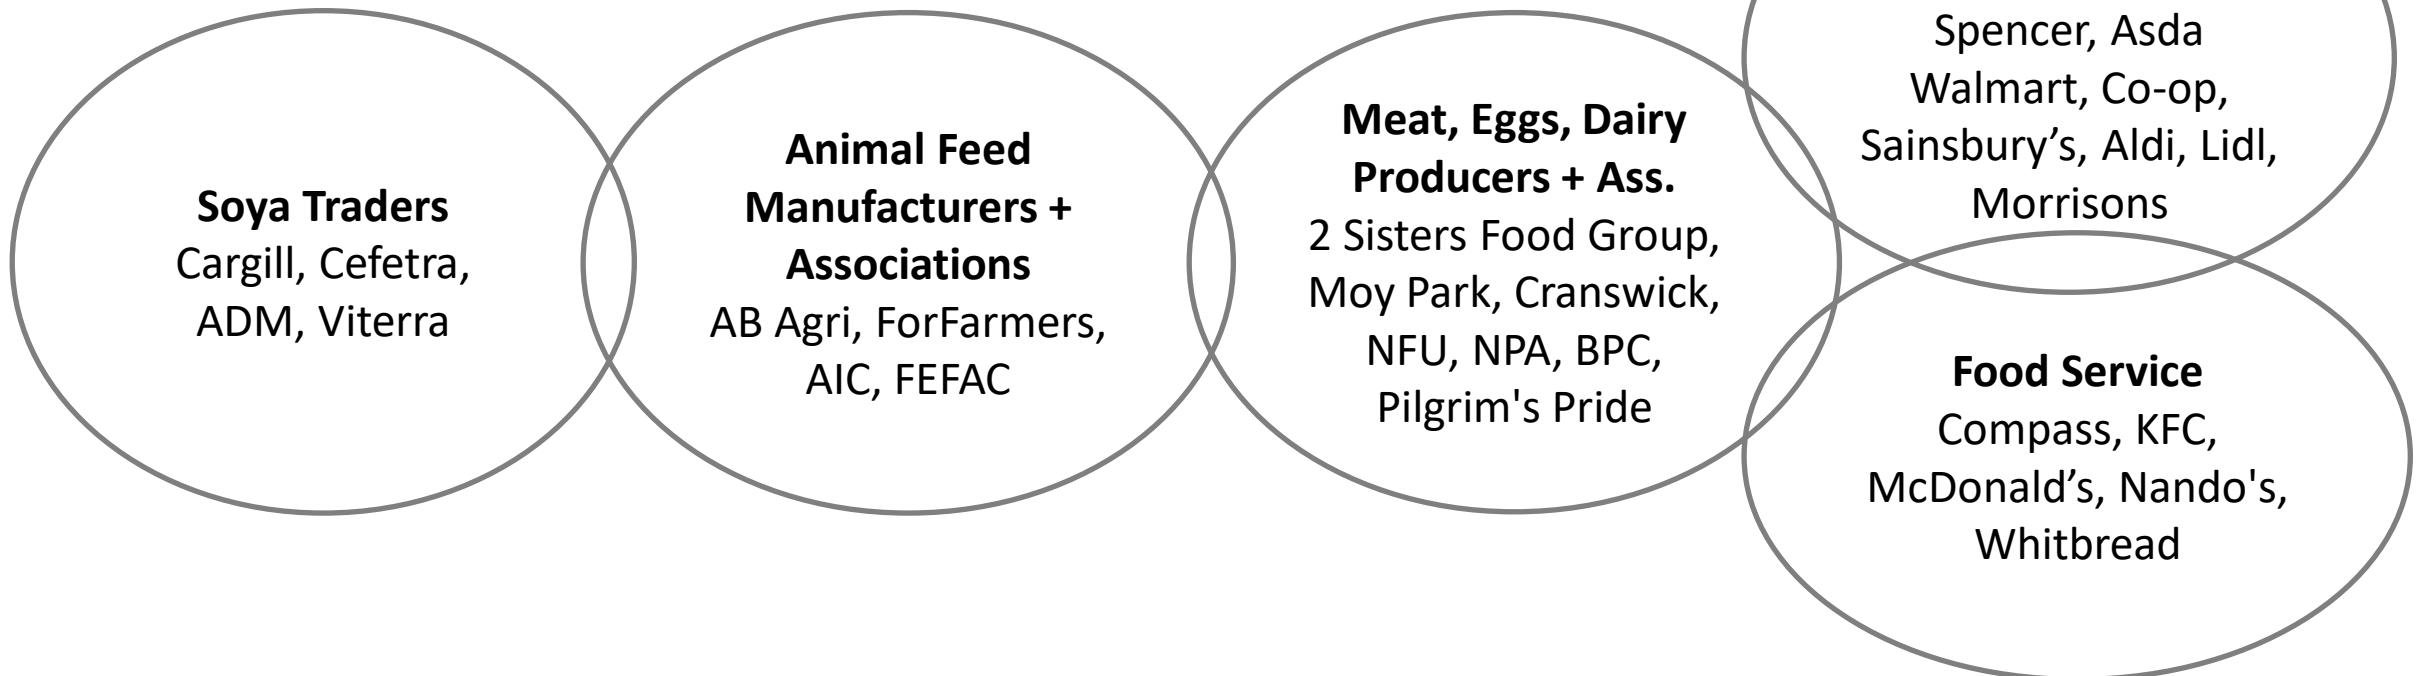 Soya Traders
Cargill, Cefetra,
ADM, Viterra
Animal Feed
Manufacturers +
Associations
AB Agri, ForFarmers,
AIC, FEFAC
Meat, Eggs, Dairy
Producers + Ass.
2 Sisters Food Group,
Moy Park, Cranswick,
NFU, NPA, BPC,
Pilgrim's Pride
Spencer, Asda
Walmart, Co-op,
Sainsbury’s, Aldi, Lidl,
Morrisons
Food Service
Compass, KFC,
McDonald’s, Nando's,
Whitbread